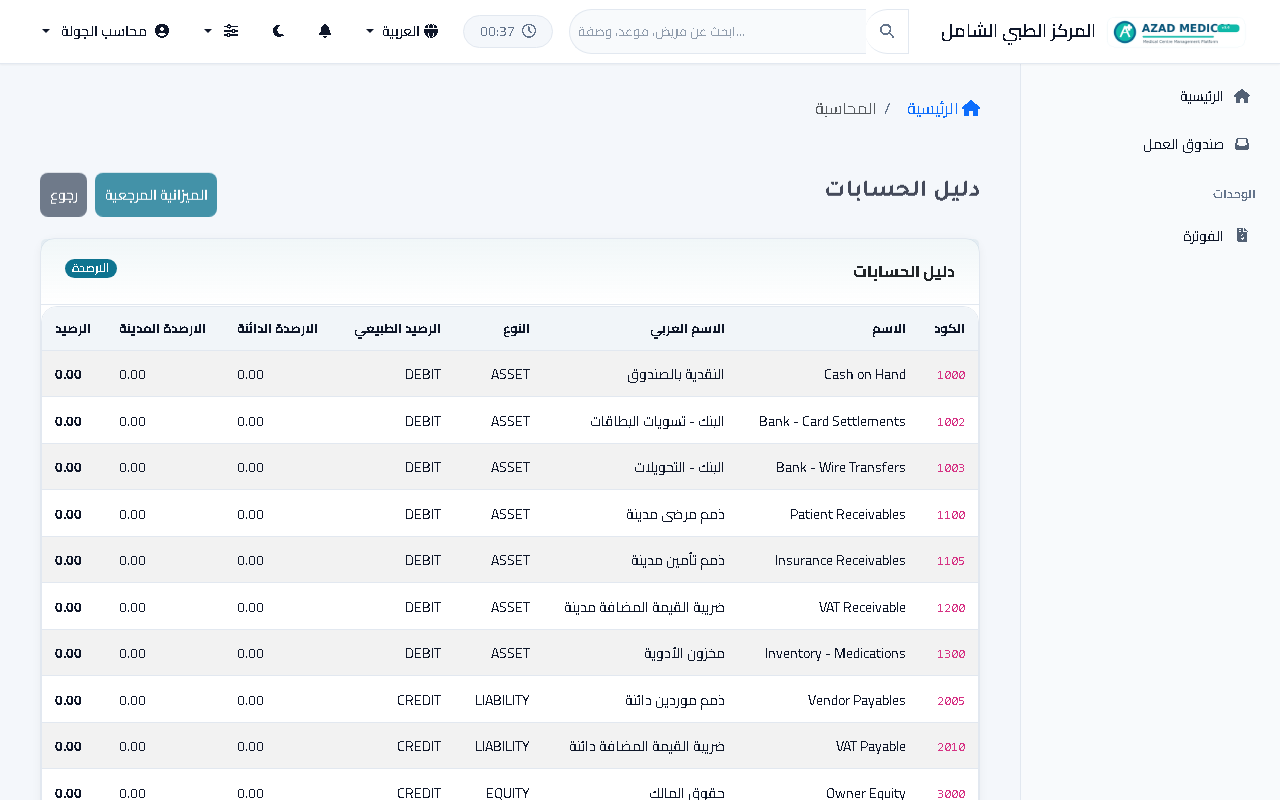 AZAD MEDIC
Medical Centre Management Platform
المركز الطبي الشامل
ابحث عن مريض، موعد، وصفة...
00:37
العربية
محاسب الجولة
الرئيسية
صندوق العمل
الوحدات
الفوترة
الرئيسية / المحاسبة
دليل الحسابات
الميزانية المرجعية
رجوع
دليل الحسابات
الارصدة
الكود الاسم الاسم العربي النوع الرصيد الطبيعي الارصدة الدائنة الارصدة المدينة الرصيد
1000 Cash on Hand النقدية بالصندوق ASSET DEBIT 0.00 0.00 0.00
1002 Bank - Card Settlements البنك - تسويات البطاقات ASSET DEBIT 0.00 0.00 0.00
1003 Bank - Wire Transfers البنك - التحويلات ASSET DEBIT 0.00 0.00 0.00
1100 Patient Receivables ذمم مرضى مدينة ASSET DEBIT 0.00 0.00 0.00
1105 Insurance Receivables ذمم تأمين مدينة ASSET DEBIT 0.00 0.00 0.00
1200 VAT Receivable ضريبة القيمة المضافة مدينة ASSET DEBIT 0.00 0.00 0.00
1300 Inventory - Medications مخزون الأدوية ASSET DEBIT 0.00 0.00 0.00
2005 Vendor Payables ذمم موردين دائنة LIABILITY CREDIT 0.00 0.00 0.00
2010 VAT Payable ضريبة القيمة المضافة دائنة LIABILITY CREDIT 0.00 0.00 0.00
3000 Owner Equity حقوق المالك EQUITY CREDIT 0.00 0.00 0.00